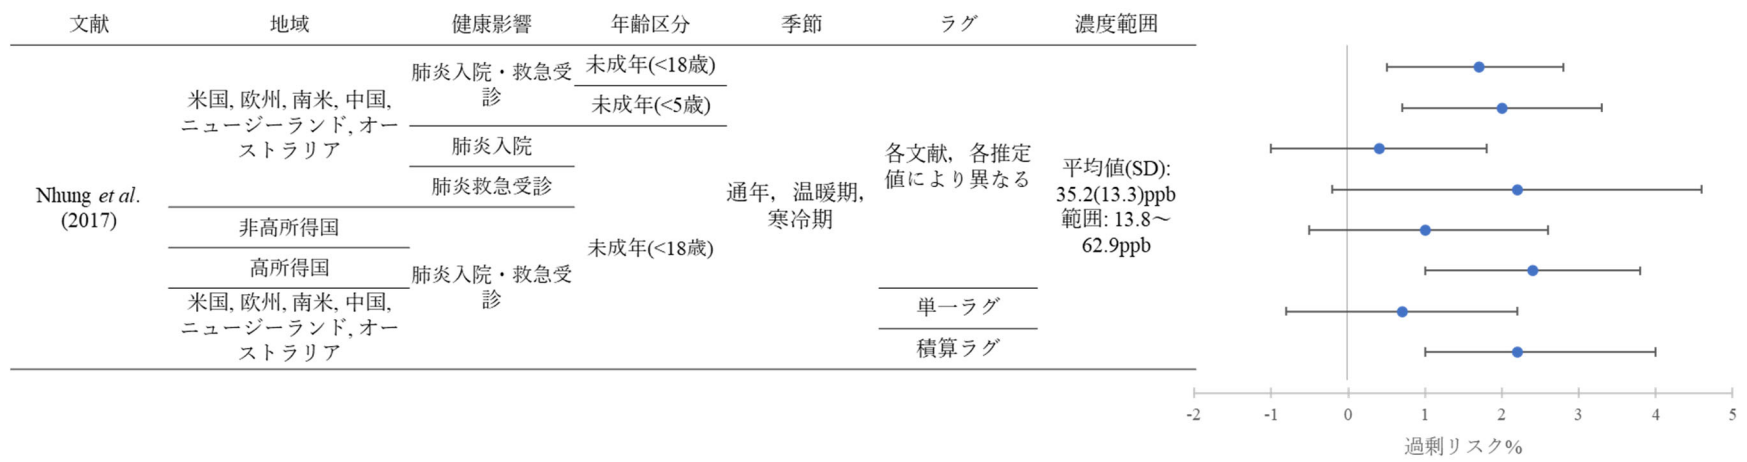 文献 地域 健康影響 年齢区分 季節 ラグ 濃度範囲
Nhung et al.
(2017)
米国, 欧州, 南米, 中国,
ニュージーランド, オー
ストラリア
肺炎入院・救急受
診
未成年(<18歳)
未成年(<5歳)
肺炎入院
肺炎救急受診
非高所得国
高所得国
米国, 欧州, 南米, 中国,
ニュージーランド, オー
ストラリア
肺炎入院・救急受
診
未成年(<18歳)
通年，温暖期，
寒冷期
各文献，各推定
値により異なる
単一ラグ
積算ラグ
平均値(SD):
35.2(13.3)ppb
範囲: 13.8～
62.9ppb
-2 -1 0 1 2 3 4 5
過剰リスク%